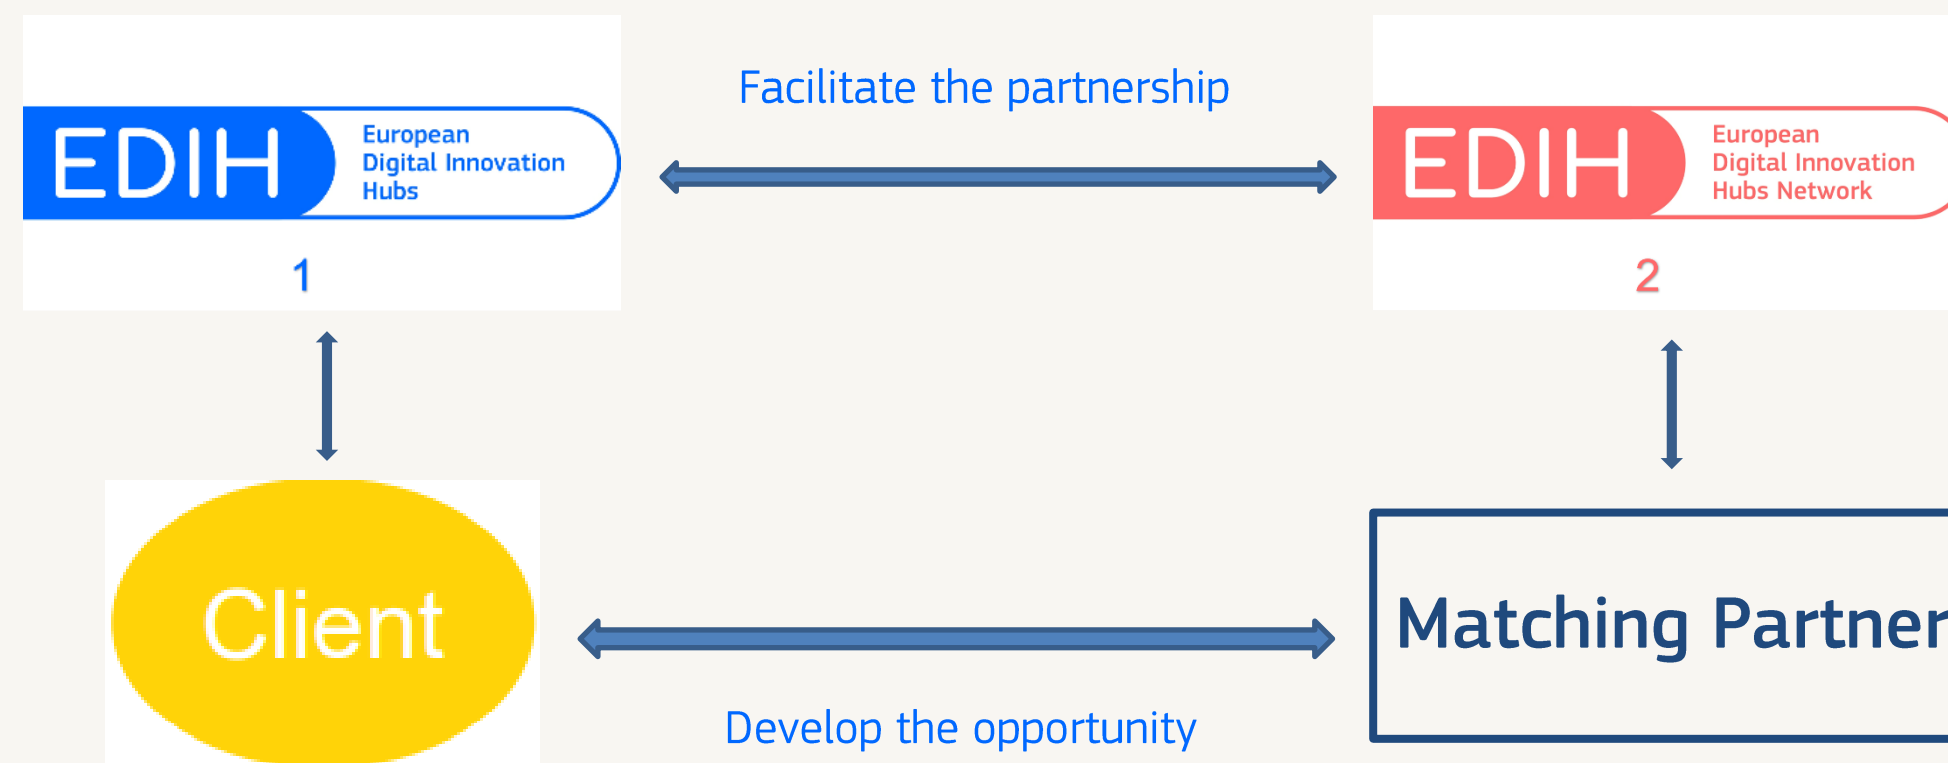 EDIH
European
Digital Innovation
Hubs
1
Facilitate the partnership
EDIH
European
Digital Innovation
Hubs Network
2
Client
Develop the opportunity
Matching Partner